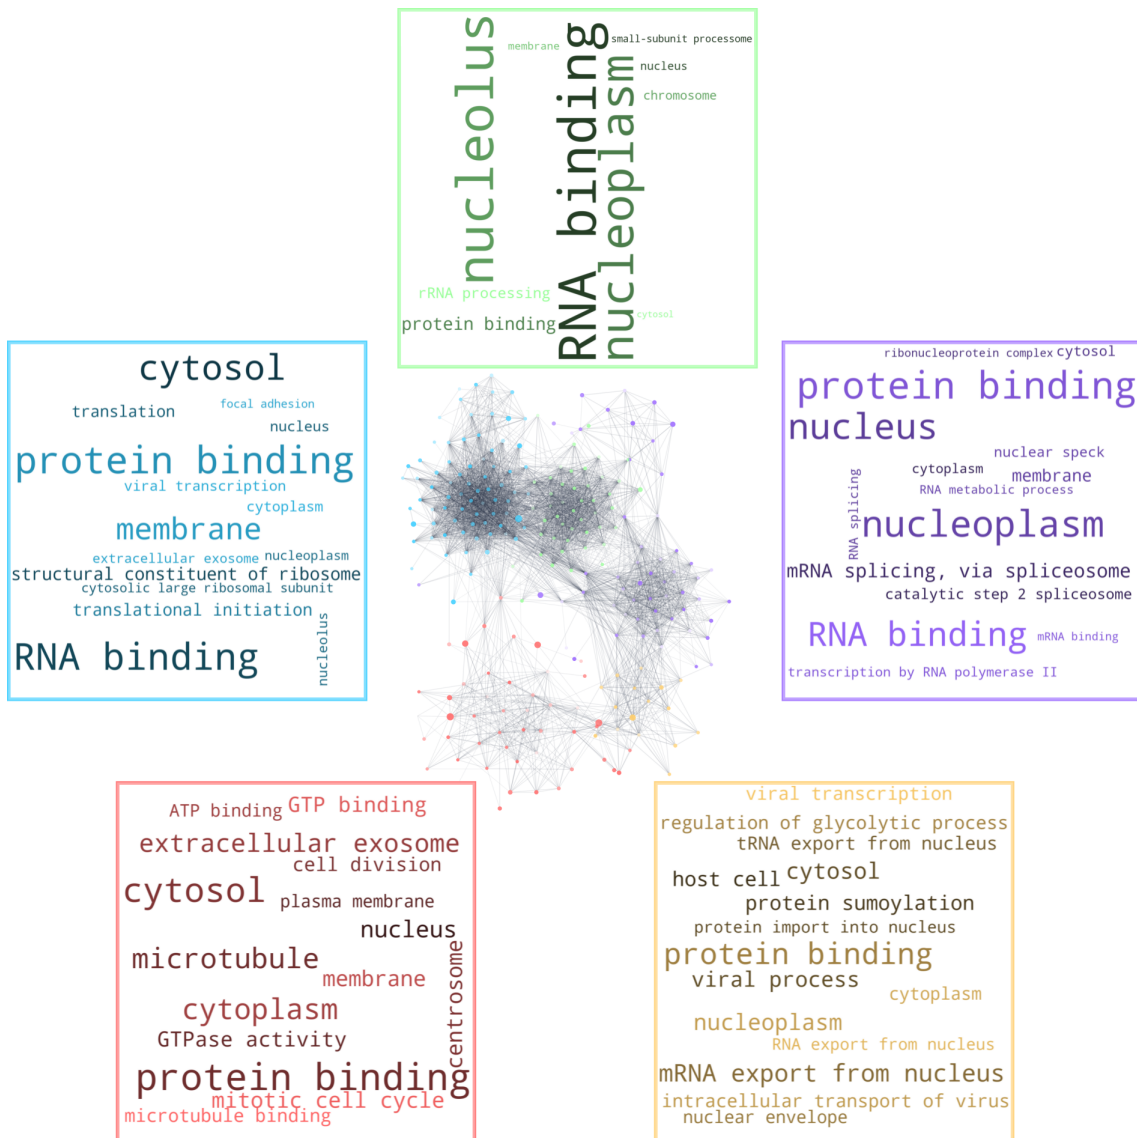 nucleolus
membrane
RNA binding
nucleoplasm
small-subunit processome
nucleus
chromosome
rRNA processing
protein binding
cytosol
cytosol
translation
focal adhesion
nucleus
protein binding
viral transcription
cytoplasm
membrane
extracellular exosome
nucleoplasm
structural constituent of ribosome
cytosolic large ribosomal subunit
translational initiation
nucleolus
RNA binding
ribonucleoprotein complex
cytosol
protein binding
nucleus
nuclear speck
cytoplasm
membrane
RNA metabolic process
RNA splicing
nucleoplasm
mRNA splicing, via spliceosome
catalytic step 2 spliceosome
RNA binding
mRNA binding
transcription by RNA polymerase II
ATP binding
GTP binding
extracellular exosome
cell division
cytosol
plasma membrane
nucleus
microtubule
membrane
centrosome
cytoplasm
GTPase activity
protein binding
mitotic cell cycle
microtubule binding
viral transcription
regulation of glycolytic process
tRNA export from nucleus
host cell
cytosol
protein sumoylation
protein import into nucleus
protein binding
viral process
cytoplasm
nucleoplasm
RNA export from nucleus
mRNA export from nucleus
intracellular transport of virus
nuclear envelope